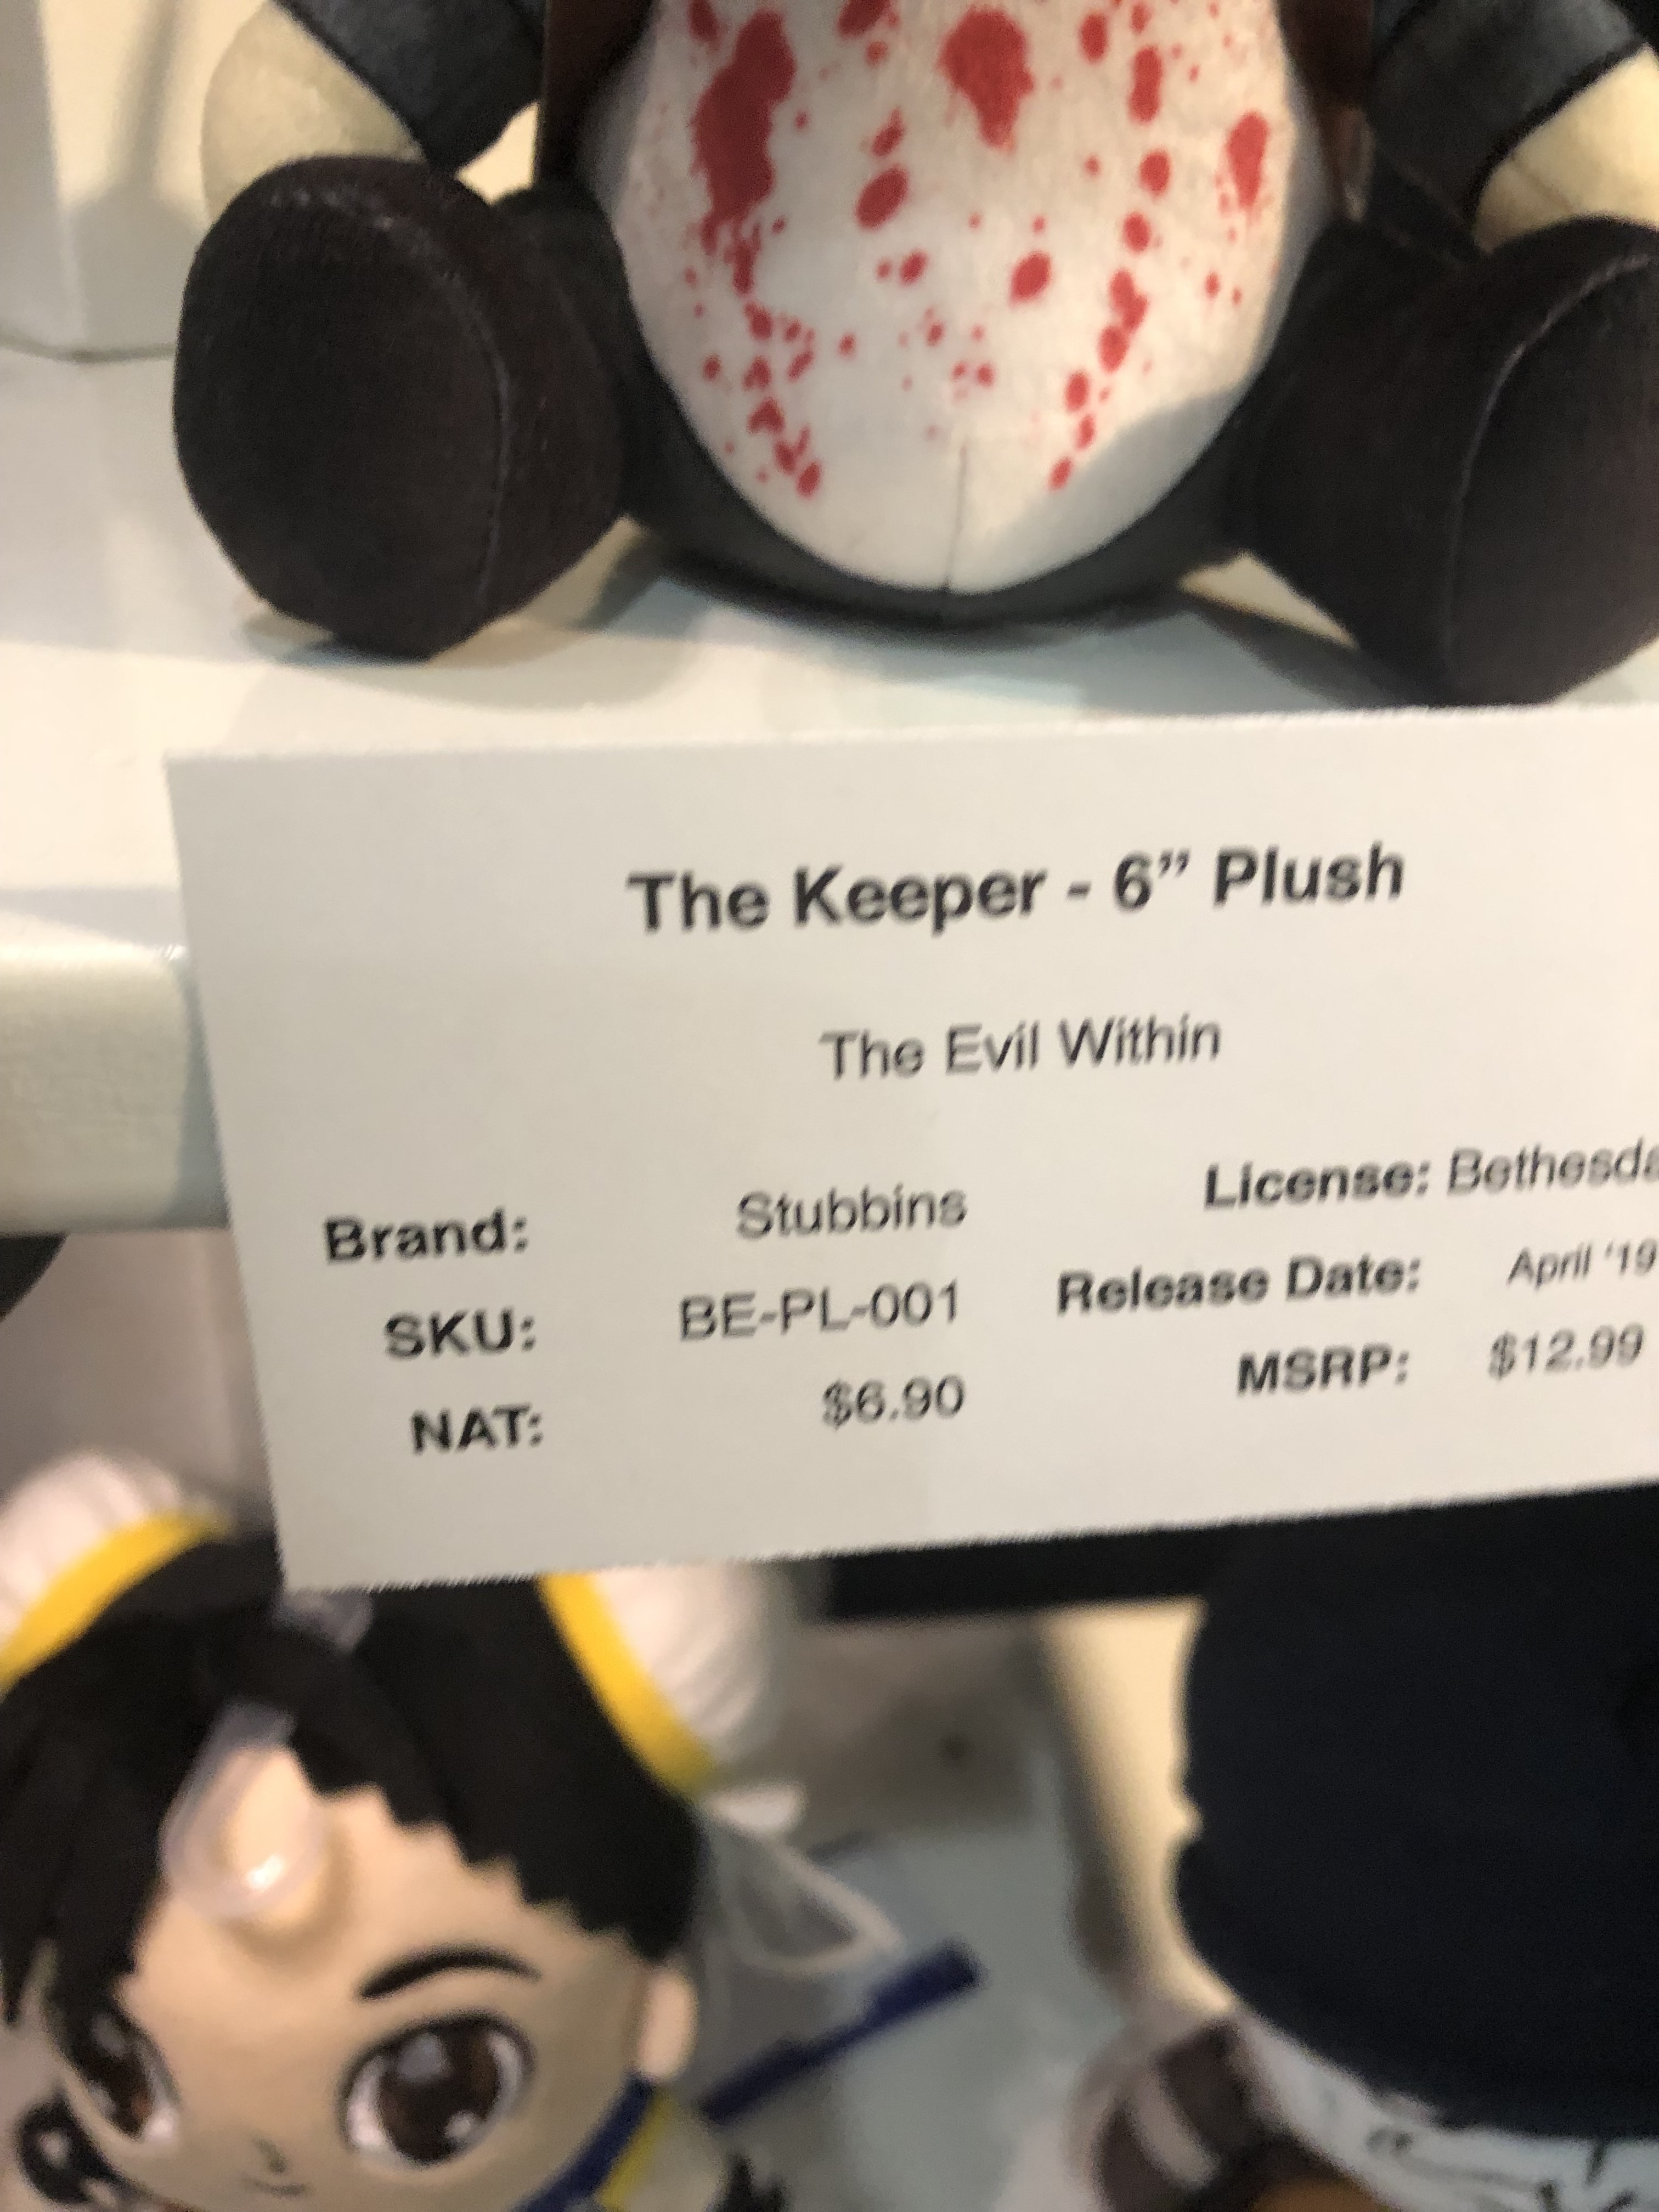 The Keeper - 6” Plush
The Evil Within
Brand: Stubbins License: Bethesda
SKU: BE-PL-001 Release Date: April ‘19
NAT: $6.90 MSRP: $12.99